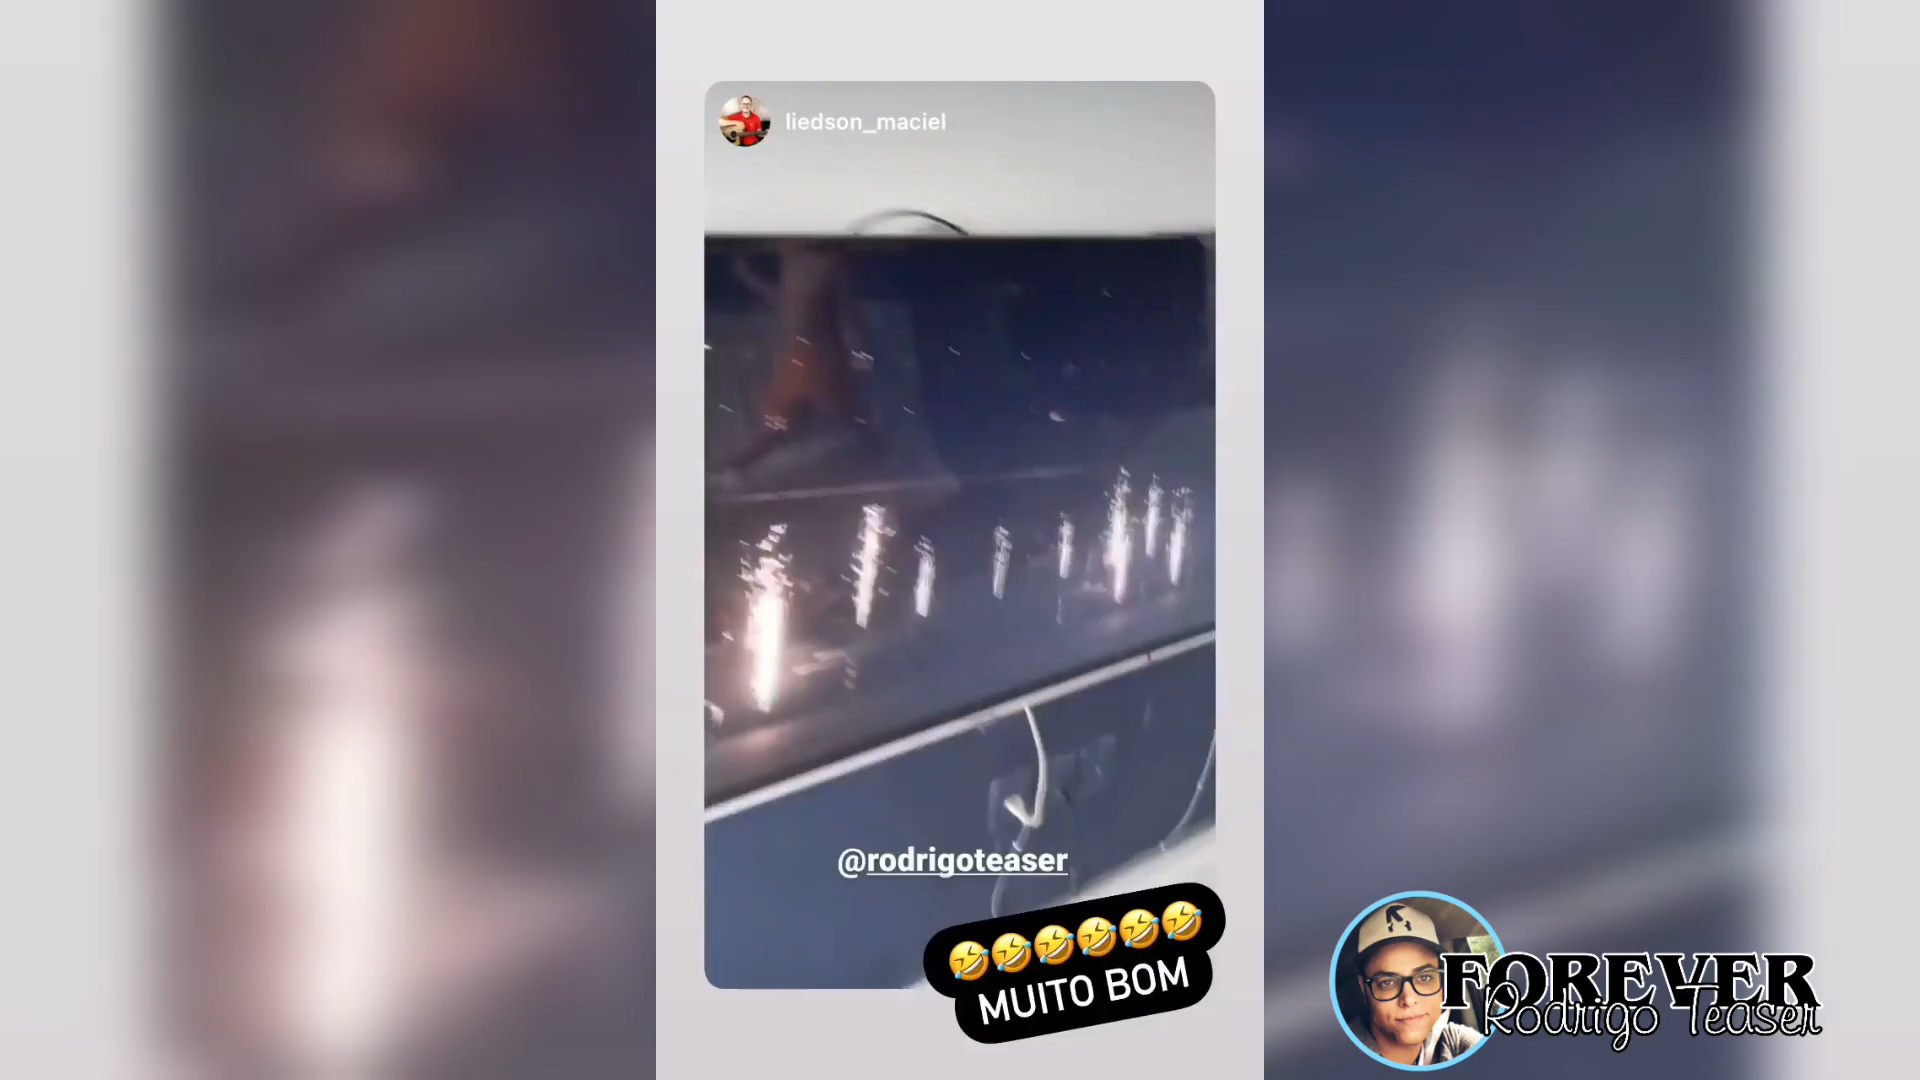 liedson_maciel
@rodrigoteaser
🤣🤣🤣🤣🤣🤣
MUITO BOM
FOREVER
Rodrigo Teaser